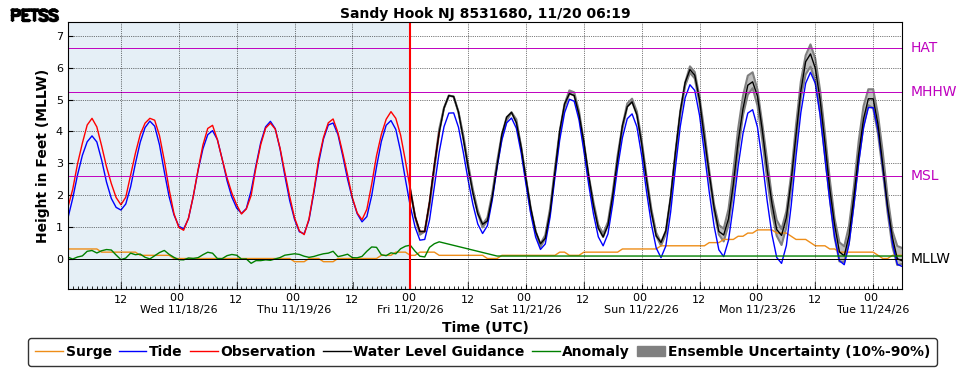 PETSS
Sandy Hook NJ 8531680, 11/20 06:19
Height in Feet (MLLW)
7
6
5
4
3
2
1
0
HAT
MHHW
MSL
MLLW
12 00 12 00 12 00 12 00 12 00 12 00 12 00
Wed 11/18/26 Thu 11/19/26 Fri 11/20/26 Sat 11/21/26 Sun 11/22/26 Mon 11/23/26 Tue 11/24/26
Time (UTC)
Surge Tide Observation Water Level Guidance Anomaly Ensemble Uncertainty (10%-90%)